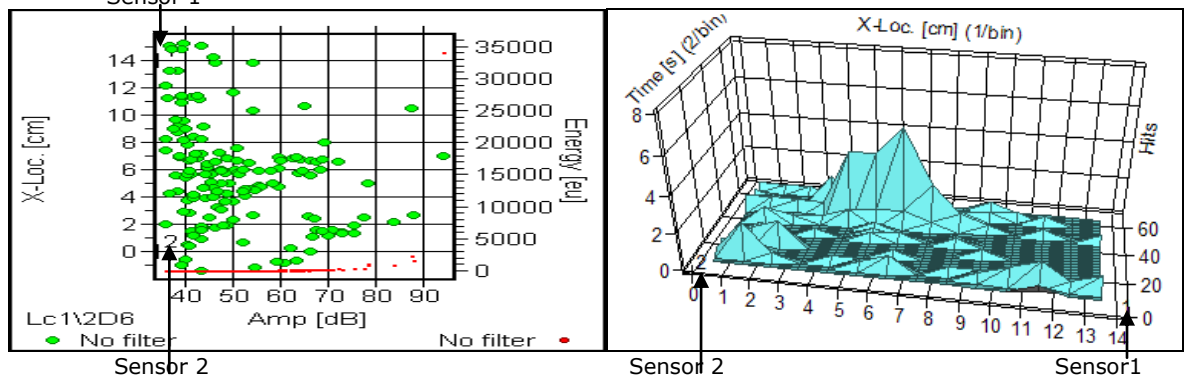 Sensor 1
14
12
10
8
6
4
2
0
X-Loc. [cm]
2
35000
30000
25000
20000
15000
10000
5000
0
Energy [eu]
40 50 60 70 80 90
Lc1\2D6 Amp [dB]
No filter No filter
Sensor 2
Time [s] (2/bin)
X-Loc. [cm] (1/bin)
8
6
4
2
0
Hits
60
40
20
0
2
1
0 1 2 3 4 5 6 7 8 9 10 11 12 13 14
Sensor 2 Sensor1